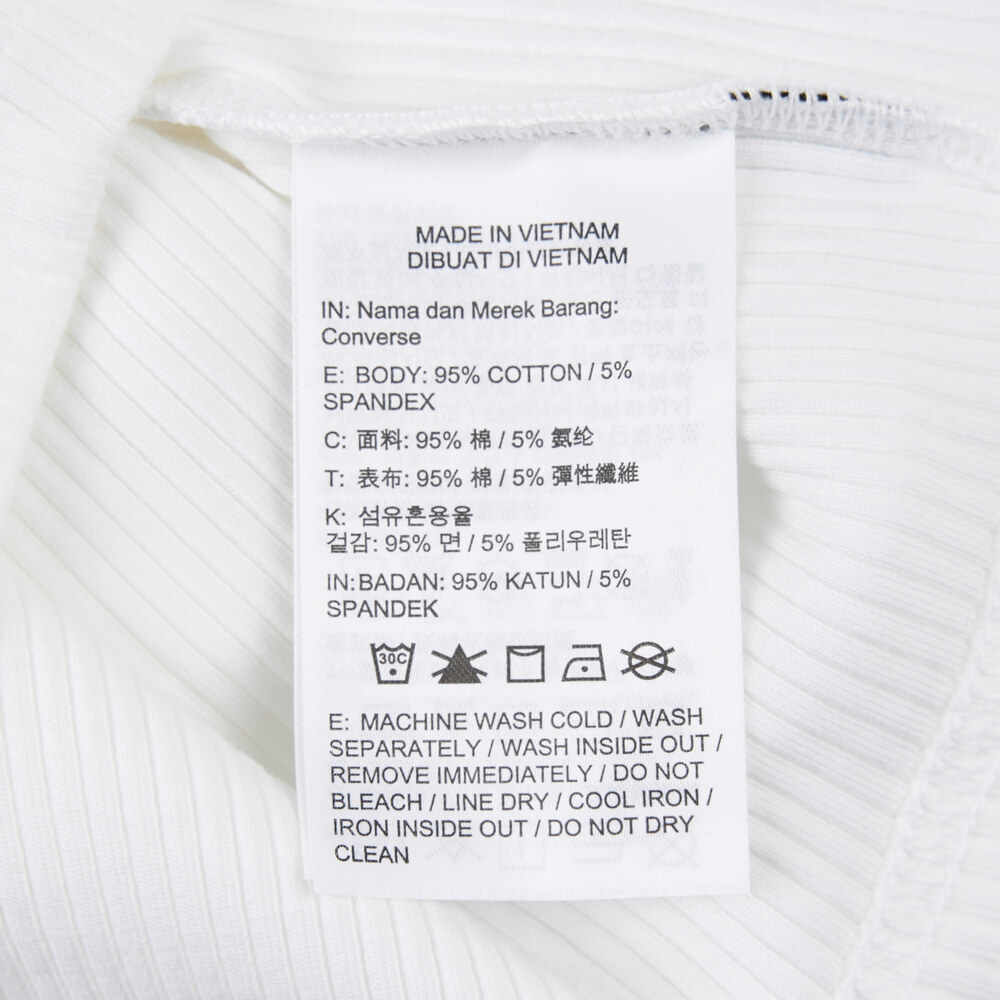 MADE IN VIETNAM
DIBUAT DI VIETNAM
IN: Nama dan Merek Barang:
Converse
E: BODY: 95% COTTON / 5%
SPANDEX
C: 面料: 95% 棉 / 5% 氨纶
T: 表布: 95% 棉 / 5% 彈性纖維
K: 섬유혼용율
겉감: 95% 면 / 5% 폴리우레탄
IN: BADAN: 95% KATUN / 5%
SPANDEK
30C
E: MACHINE WASH COLD / WASH
SEPARATELY / WASH INSIDE OUT /
REMOVE IMMEDIATELY / DO NOT
BLEACH / LINE DRY / COOL IRON /
IRON INSIDE OUT / DO NOT DRY
CLEAN